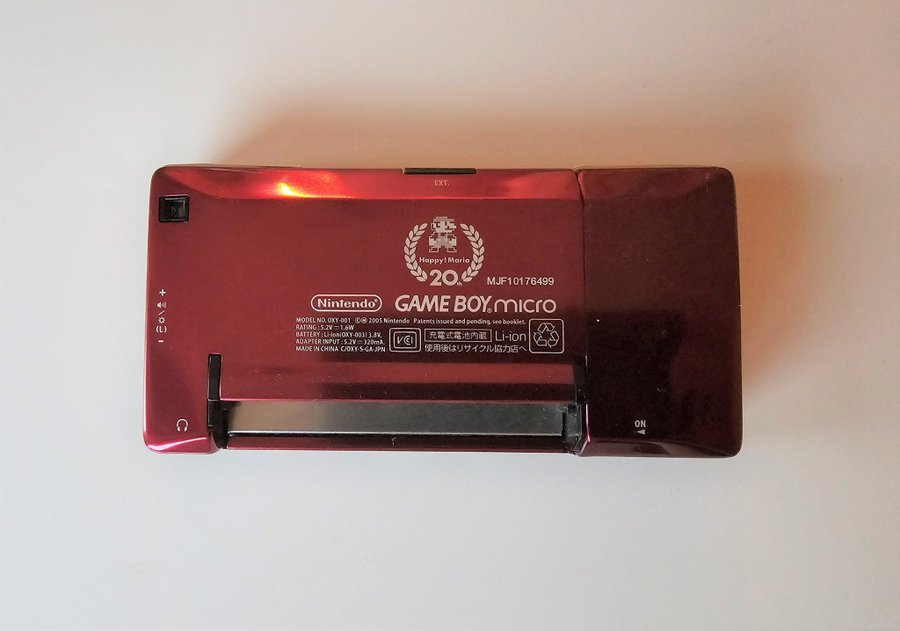 EXT.
Happy! Mario
20th
MJF10176499
Nintendo® GAME BOY® micro
MODEL NO. OXY-001 ©Ⓜ 2005 Nintendo Patents issued and pending, see booklet.
RATING : 5.2V⎓1.6W
BATTERY : Li-ion(OXY-003) 3.8V,
ADAPTER INPUT : 5.2V⎓320mA,
MADE IN CHINA C/OXY-S-GA-JPN
VCI
充電式電池内蔵 Li-ion
使用後はリサイクル協力店へ
ON